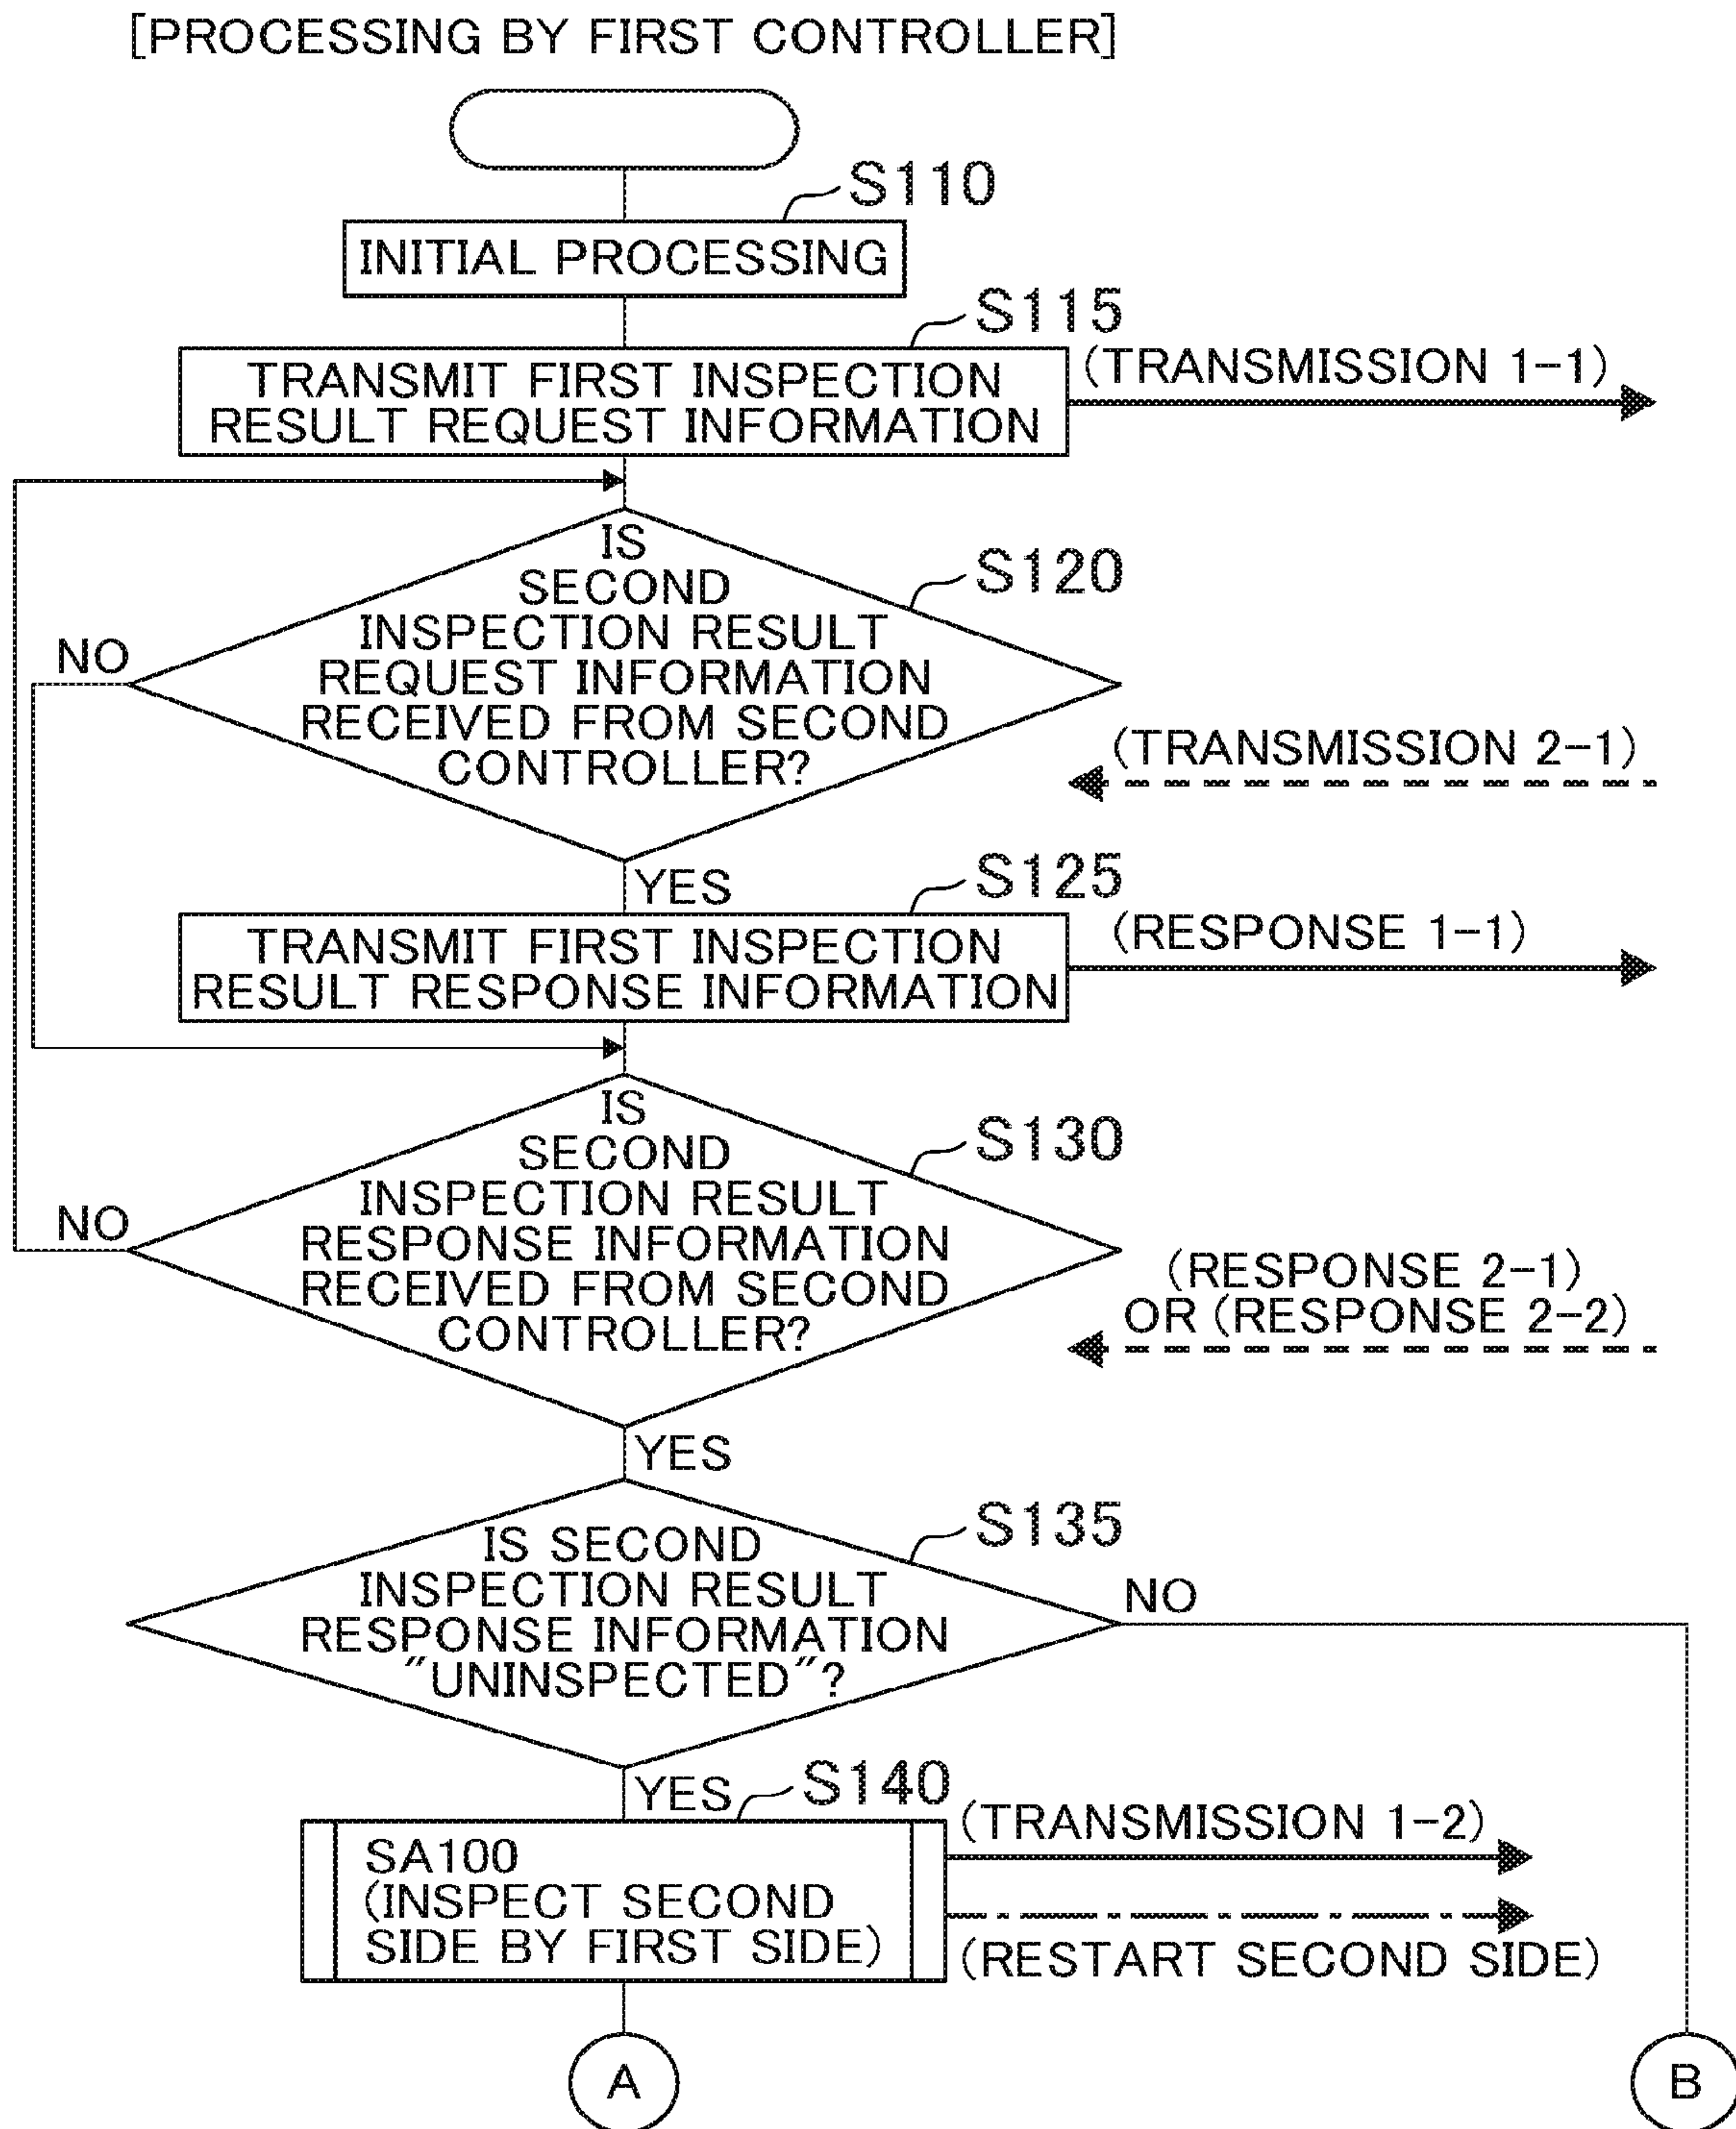 [PROCESSING BY FIRST CONTROLLER]
S110
INITIAL PROCESSING
S115
TRANSMIT FIRST INSPECTION
RESULT REQUEST INFORMATION
(TRANSMISSION 1-1)
IS
SECOND
INSPECTION RESULT
REQUEST INFORMATION
RECEIVED FROM SECOND
CONTROLLER?
S120
NO
(TRANSMISSION 2-1)
YES
S125
TRANSMIT FIRST INSPECTION
RESULT RESPONSE INFORMATION
(RESPONSE 1-1)
IS
SECOND
INSPECTION RESULT
RESPONSE INFORMATION
RECEIVED FROM SECOND
CONTROLLER?
S130
NO
(RESPONSE 2-1)
OR (RESPONSE 2-2)
YES
IS SECOND
INSPECTION RESULT
RESPONSE INFORMATION
"UNINSPECTED"?
S135
NO
YES
S140
SA100
(INSPECT SECOND
SIDE BY FIRST SIDE)
(TRANSMISSION 1-2)
(RESTART SECOND SIDE)
A
B